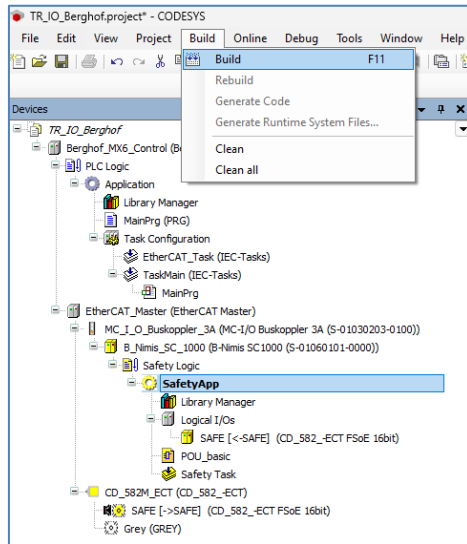 TR_IO_Berghof.project* - CODESYS
File Edit View Project Build Online Debug Tools Window Help
Build F11
Rebuild
Generate Code
Generate Runtime System Files...
Clean
Clean all
Devices
TR_IO_Berghof
Berghof_MX6_Control (Be
PLC Logic
Application
Library Manager
MainPrg (PRG)
Task Configuration
EtherCAT_Task (IEC-Tasks)
TaskMain (IEC-Tasks)
MainPrg
EtherCAT_Master (EtherCAT Master)
MC_I_O_Buskoppler_3A (MC-I/O Buskoppler 3A (S-01030203-0100))
B_Nimis_SC_1000 (B-Nimis SC1000 (S-01060101-0000))
Safety Logic
SafetyApp
Library Manager
Logical I/Os
SAFE [<-SAFE] (CD_582_-ECT FSoE 16bit)
POU_basic
Safety Task
CD_582M_ECT (CD_582_-ECT)
SAFE [->SAFE] (CD_582_-ECT FSoE 16bit)
Grey (GREY)